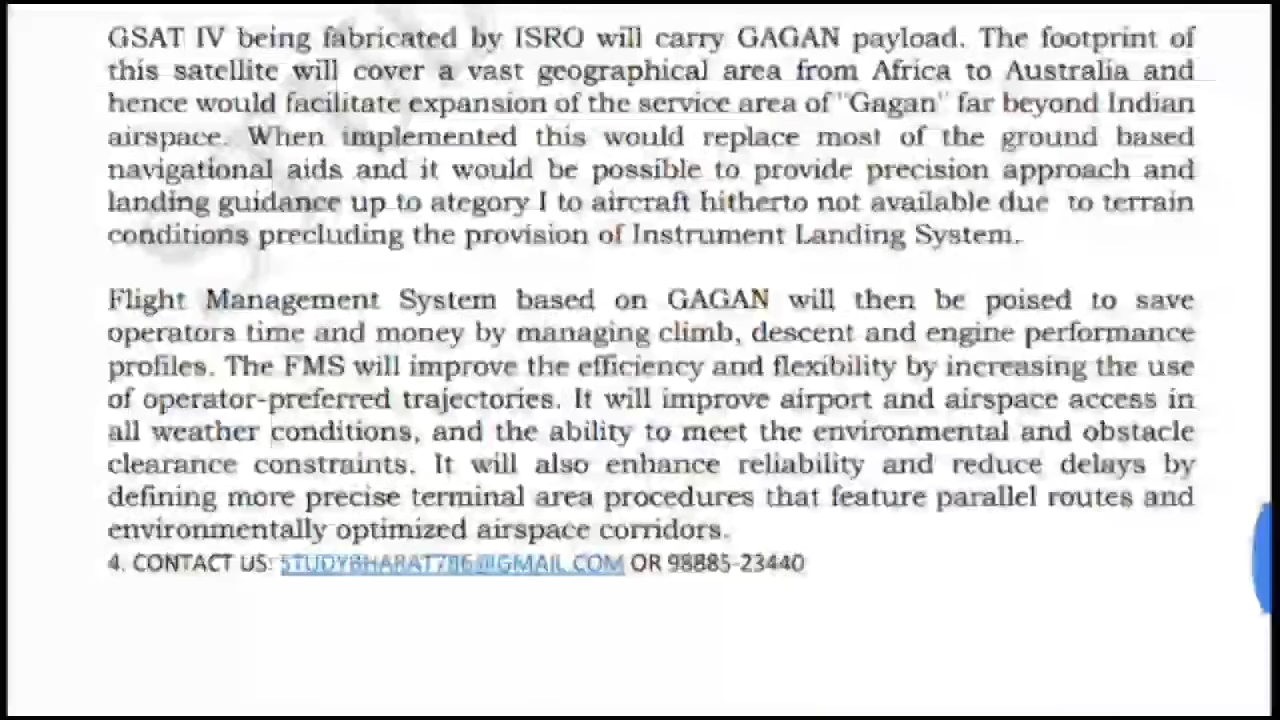 GSAT IV being fabricated by ISRO will carry GAGAN payload. The footprint of
this satellite will cover a vast geographical area from Africa to Australia and
hence would facilitate expansion of the service area of "Gagan" far beyond Indian
airspace. When implemented this would replace most of the ground based
navigational aids and it would be possible to provide precision approach and
landing guidance up to ategory I to aircraft hitherto not available due to terrain
conditions precluding the provision of Instrument Landing System.
Flight Management System based on GAGAN will then be poised to save
operators time and money by managing climb, descent and engine performance
profiles. The FMS will improve the efficiency and flexibility by increasing the use
of operator-preferred trajectories. It will improve airport and airspace access in
all weather conditions, and the ability to meet the environmental and obstacle
clearance constraints. It will also enhance reliability and reduce delays by
defining more precise terminal area procedures that feature parallel routes and
environmentally optimized airspace corridors.
4. CONTACT US: STUDYBHARAT786@GMAIL.COM OR 98885-23440